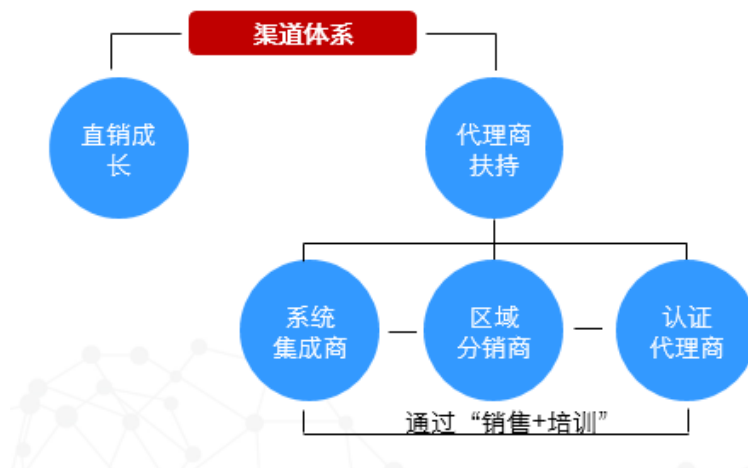 渠道体系
直销成
长
代理商
扶持
系统
集成商
区域
分销商
认证
代理商
通过“销售+培训”